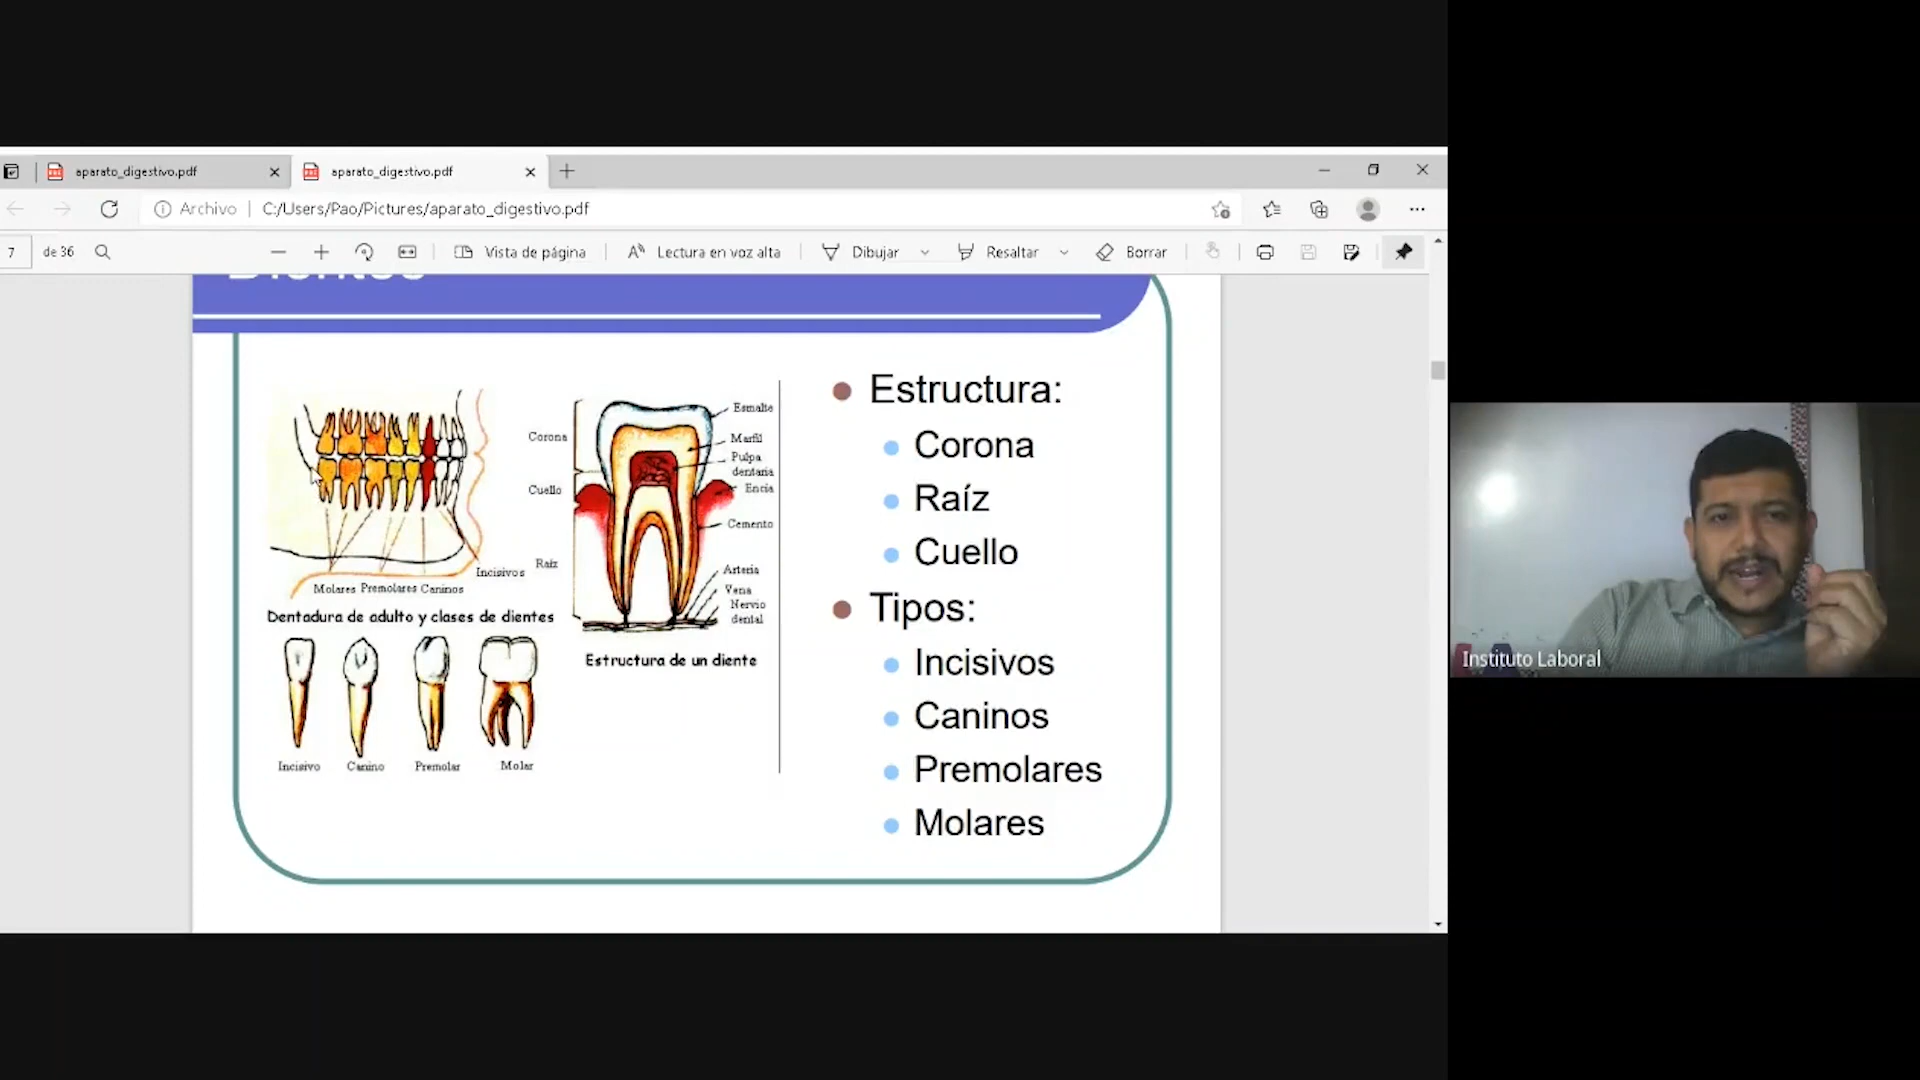 aparato_digestivo.pdf
aparato_digestivo.pdf
Archivo
C:/Users/Pao/Pictures/aparato_digestivo.pdf
7 de 36
Vista de página
Lectura en voz alta
Dibujar
Resaltar
Borrar
Dientes
Molares Premolares Caninos
Incisivos
Dentadura de adulto y clases de dientes
Incisivo Canino Premolar Molar
Corona
Cuello
Raíz
Esmalte
Marfil
Pulpa
dentaria
Encía
Cemento
Arteria
Vena
Nervio
dental
Estructura de un diente
Estructura:
Corona
Raíz
Cuello
Tipos:
Incisivos
Caninos
Premolares
Molares
Instituto Laboral